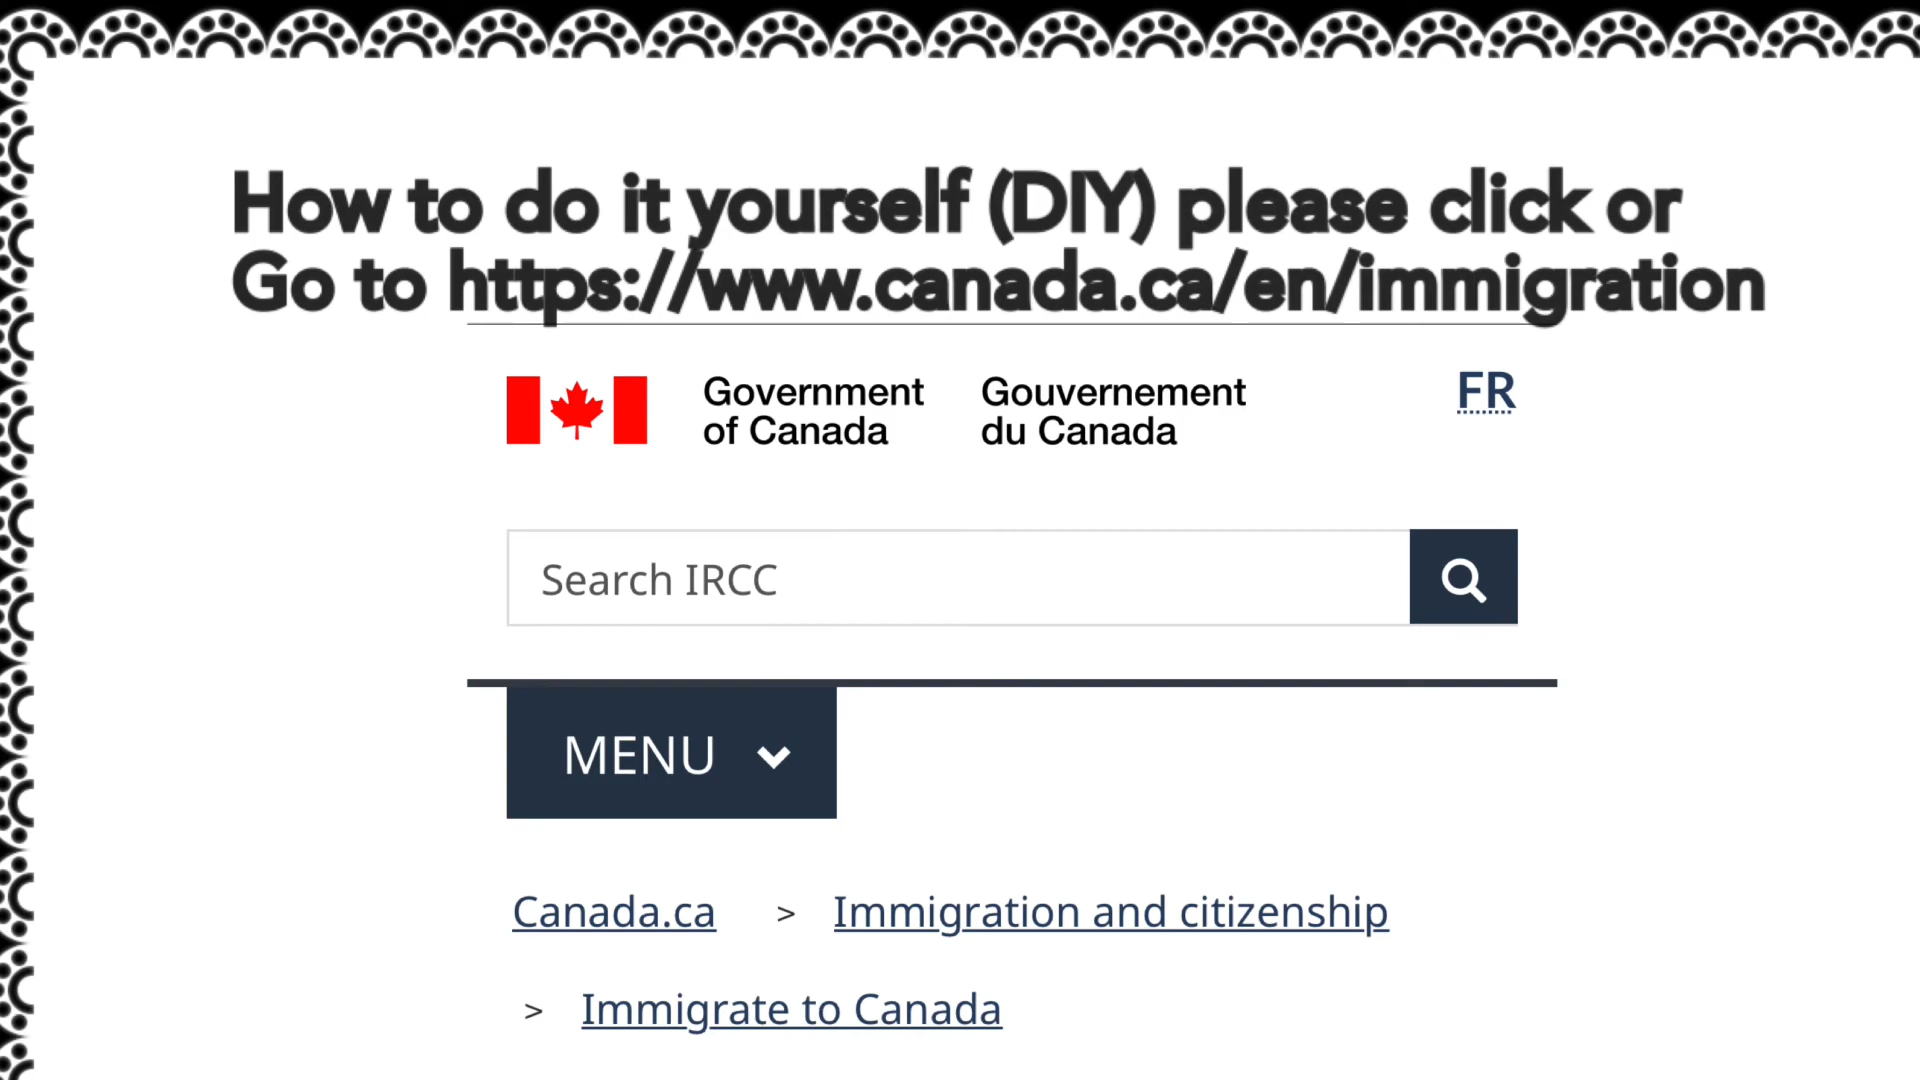 How to do it yourself (DIY) please click or
Go to https://www.canada.ca/en/immigration
Government Gouvernement FR
of Canada du Canada
Search IRCC
MENU
Canada.ca > Immigration and citizenship
> Immigrate to Canada